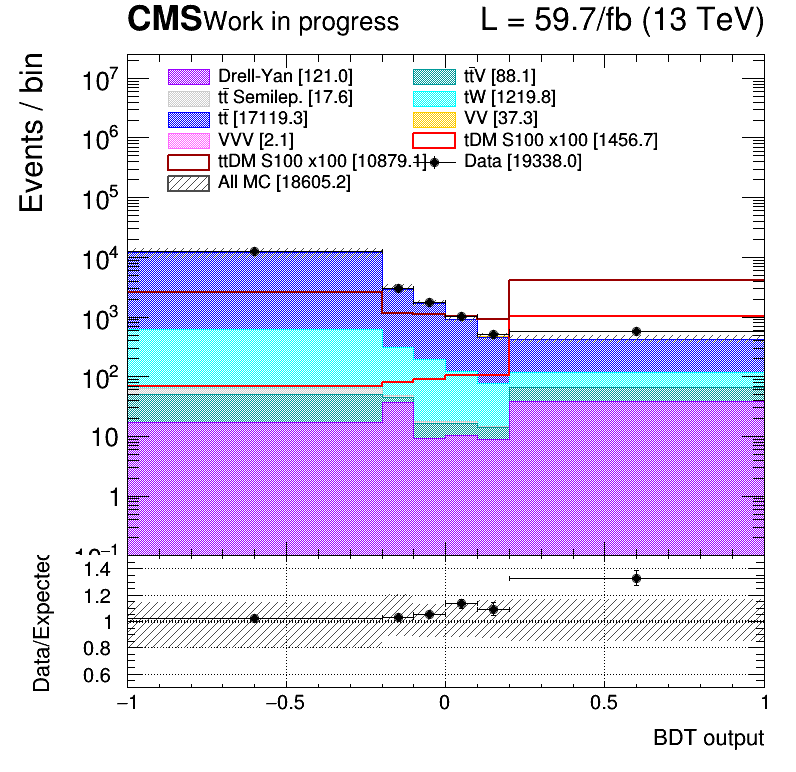 CMS Work in progress L = 59.7/fb (13 TeV)
Events / bin
Drell-Yan [121.0] tt̄V [88.1]
tt̄ Semilep. [17.6] tW [1219.8]
tt̄ [17119.3] VV [37.3]
VVV [2.1] tDM S100 x100 [1456.7]
ttDM S100 x100 [10879.1] Data [19338.0]
All MC [18605.2]
10⁷
10⁶
10⁵
10⁴
10³
10²
10
1
10⁻¹
Data/Expected
1.4
1.2
1
0.8
0.6
−1 −0.5 0 0.5 1
BDT output